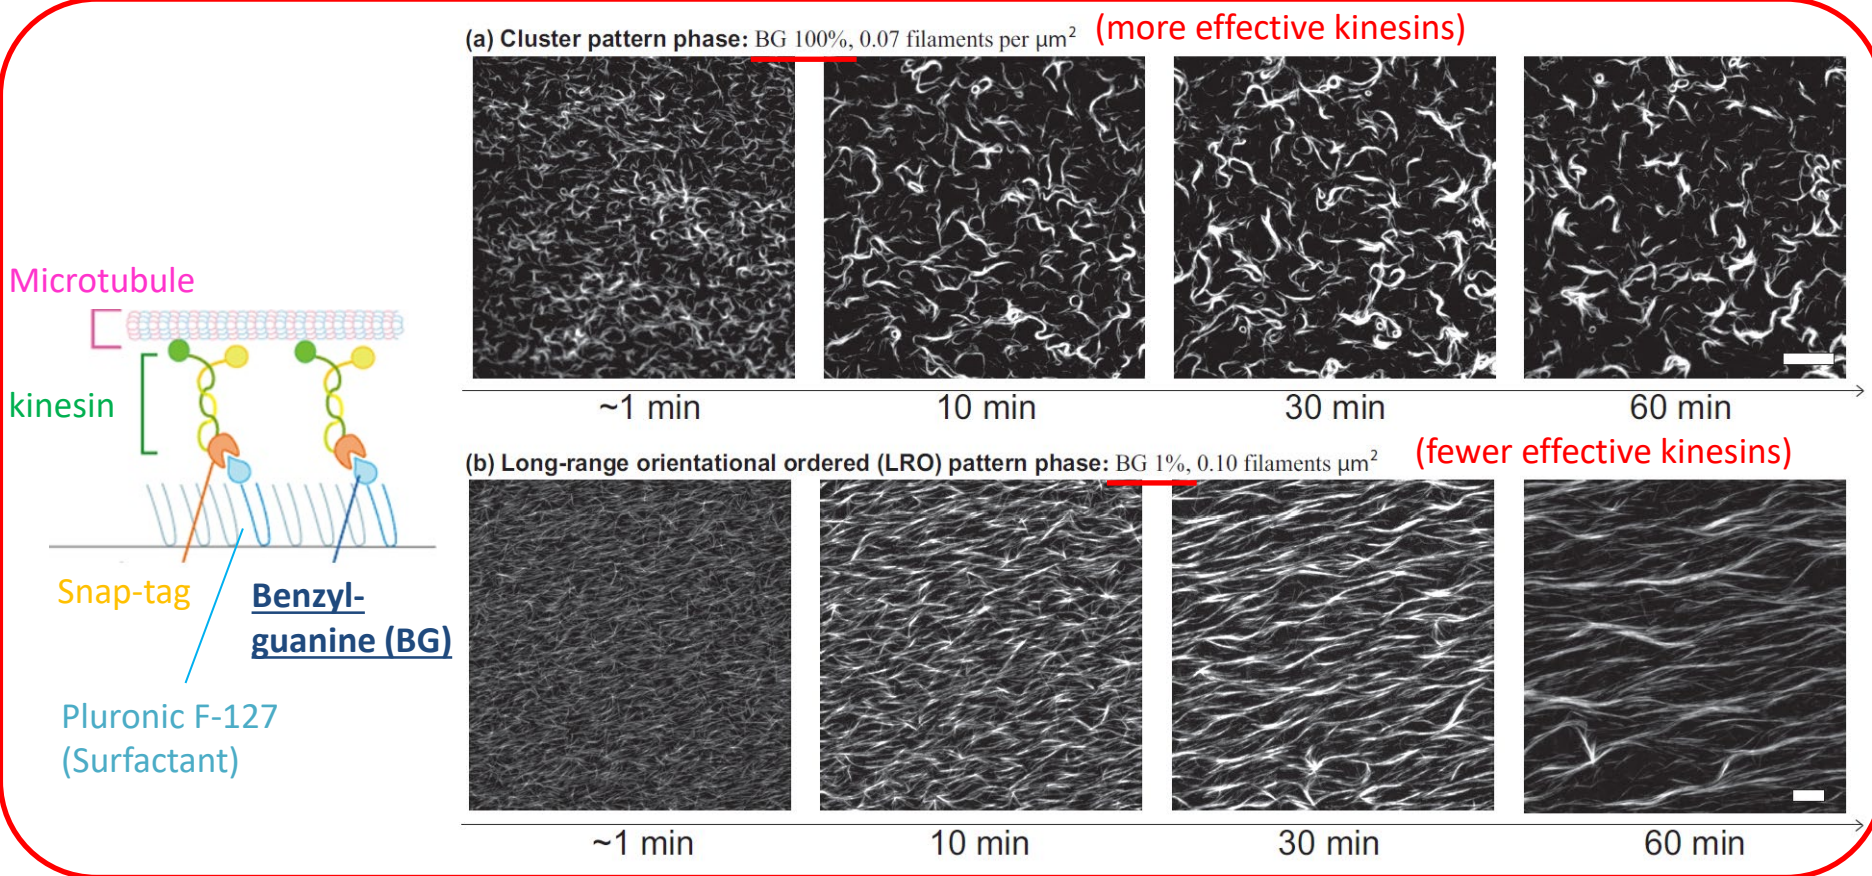 (a) Cluster pattern phase: BG 100%, 0.07 filaments per μm² (more effective kinesins)
~1 min 10 min 30 min 60 min
Microtubule
kinesin
Snap-tag
Benzyl-
guanine (BG)
Pluronic F-127
(Surfactant)
(b) Long-range orientational ordered (LRO) pattern phase: BG 1%, 0.10 filaments μm² (fewer effective kinesins)
~1 min 10 min 30 min 60 min